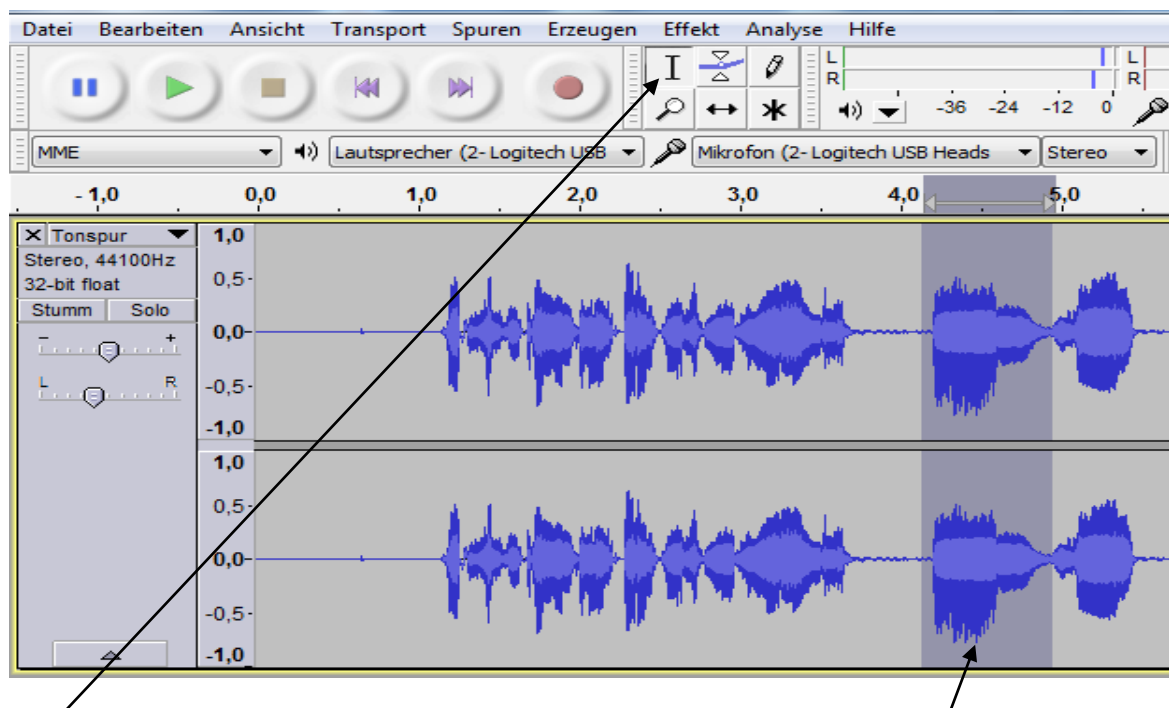 Datei Bearbeiten Ansicht Transport Spuren Erzeugen Effekt Analyse Hilfe
L L
R R
-36 -24 -12 0
MME Lautsprecher (2- Logitech USB Mikrofon (2- Logitech USB Heads Stereo
- 1,0 0,0 1,0 2,0 3,0 4,0 5,0
Tonspur
Stereo, 44100Hz
32-bit float
Stumm Solo
- +
L R
1,0
0,5
0,0
-0,5
-1,0
1,0
0,5
0,0
-0,5
-1,0